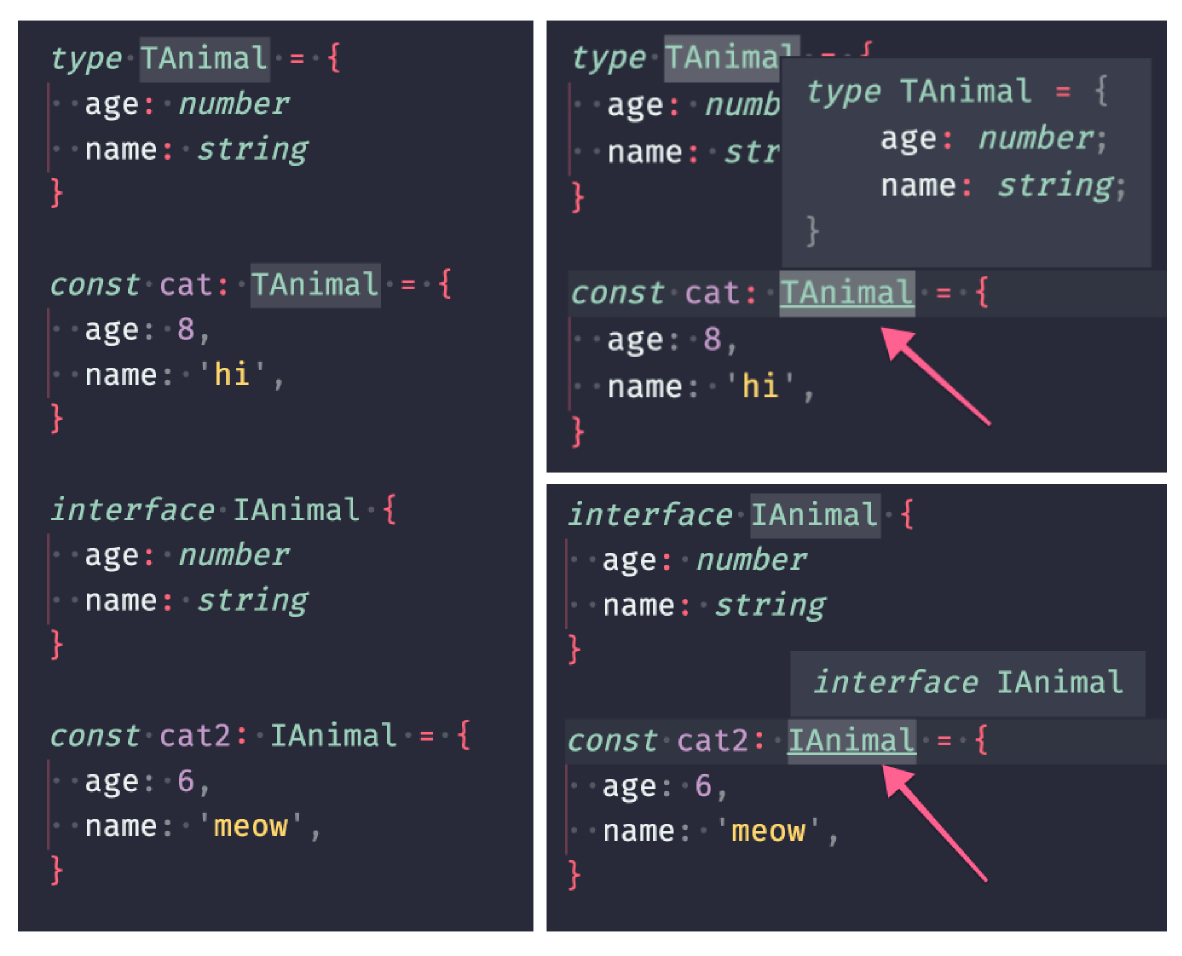 type TAnimal = {
  age: number
  name: string
}
const cat: TAnimal = {
  age: 8,
  name: 'hi',
}
interface IAnimal {
  age: number
  name: string
}
const cat2: IAnimal = {
  age: 6,
  name: 'meow',
}
type TAnimal = {
  age: numb
  name: str
}
type TAnimal = {
    age: number;
    name: string;
}
const cat: TAnimal = {
  age: 8,
  name: 'hi',
}
interface IAnimal {
  age: number
  name: string
}
interface IAnimal
const cat2: IAnimal = {
  age: 6,
  name: 'meow',
}